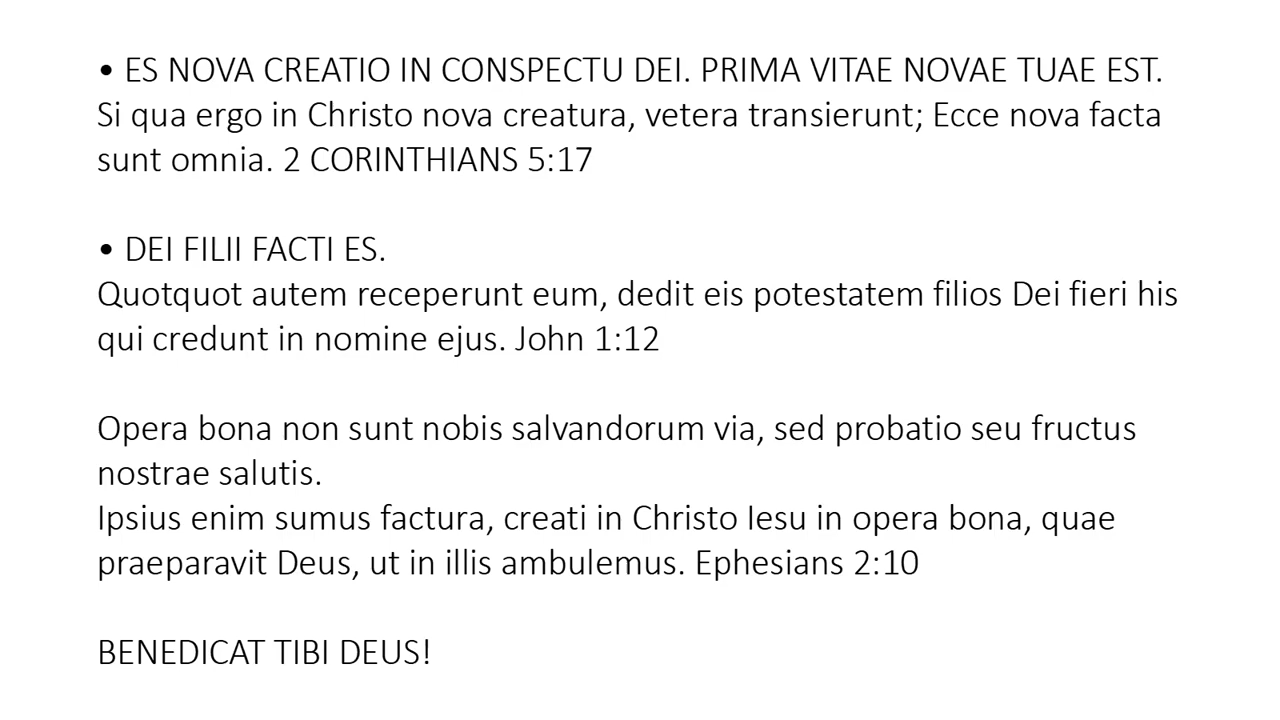 • ES NOVA CREATIO IN CONSPECTU DEI. PRIMA VITAE NOVAE TUAE EST.
Si qua ergo in Christo nova creatura, vetera transierunt; Ecce nova facta
sunt omnia. 2 CORINTHIANS 5:17
• DEI FILII FACTI ES.
Quotquot autem receperunt eum, dedit eis potestatem filios Dei fieri his
qui credunt in nomine ejus. John 1:12
Opera bona non sunt nobis salvandorum via, sed probatio seu fructus
nostrae salutis.
Ipsius enim sumus factura, creati in Christo Iesu in opera bona, quae
praeparavit Deus, ut in illis ambulemus. Ephesians 2:10
BENEDICAT TIBI DEUS!